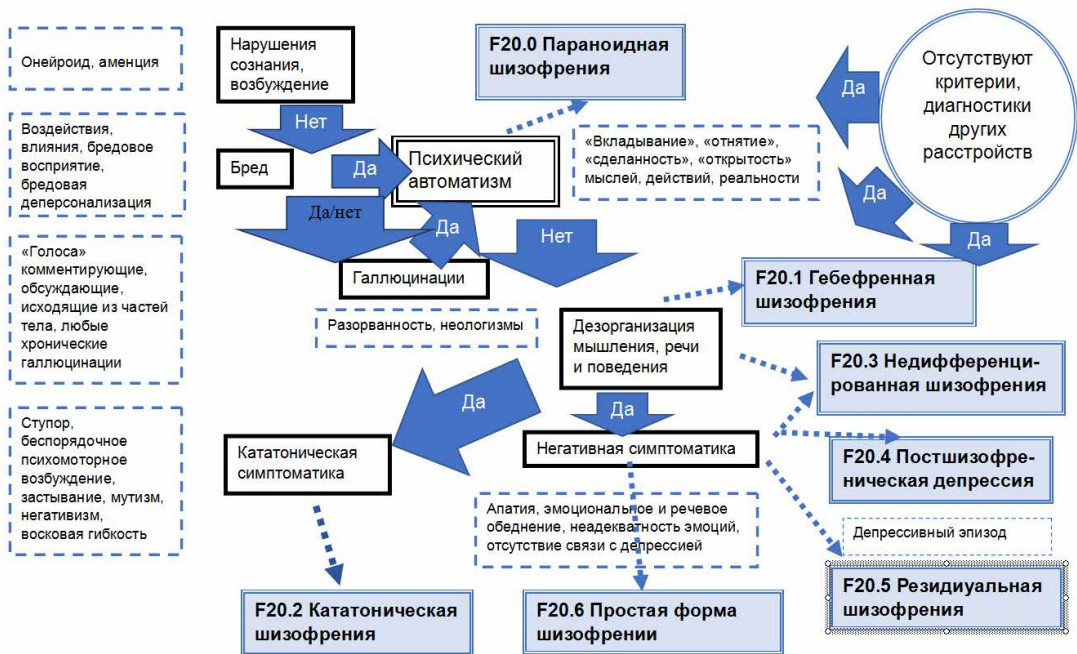 Онейроид, аменция
Воздействия,
влияния, бредовое
восприятие,
бредовая
деперсонализация
«Голоса»
комментирующие,
обсуждающие,
исходящие из частей
тела, любые
хронические
галлюцинации
Ступор,
беспорядочное
психомоторное
возбуждение,
застывание, мутизм,
негативизм,
восковая гибкость
Нарушения
сознания,
возбуждение
Нет
Бред
Да
Психический
автоматизм
Да/нет
Да
Галлюцинации
Нет
F20.0 Параноидная
шизофрения
«Вкладывание», «отнятие»,
«сделанность», «открытость»
мыслей, действий, реальности
Отсутствуют
критерии,
диагностики
других
расстройств
Да
Да
Да
F20.1 Гебефренная
шизофрения
Разорванность, неологизмы
Дезорганизация
мышления, речи
и поведения
Да
Да
F20.3 Недифференци-
рованная шизофрения
Кататоническая
симптоматика
Негативная симптоматика
F20.4 Постшизофре-
ническая депрессия
Апатия, эмоциональное и речевое
обеднение, неадекватность эмоций,
отсутствие связи с депрессией
Депрессивный эпизод
F20.5 Резидиуальная
шизофрения
F20.2 Кататоническая
шизофрения
F20.6 Простая форма
шизофрении